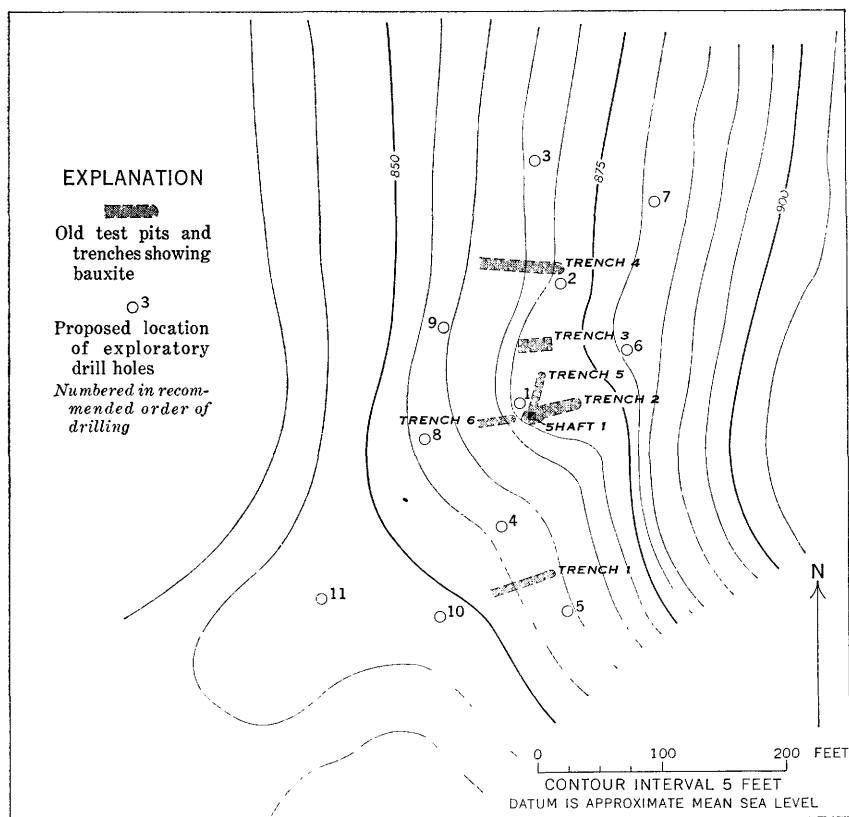 850
875
900
EXPLANATION
Old test pits and
trenches showing
bauxite
3
Proposed location
of exploratory
drill holes
Numbered in recom-
mended order of
drilling
3
7
TRENCH 4
2
9
TRENCH 3
6
TRENCH 5
1
TRENCH 2
TRENCH 6
SHAFT 1
8
4
TRENCH 1
5
11
10
N
0 100 200 FEET
CONTOUR INTERVAL 5 FEET
DATUM IS APPROXIMATE MEAN SEA LEVEL